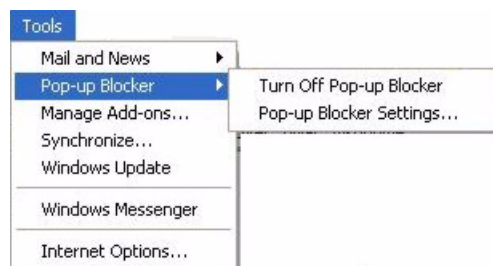 Tools
Mail and News
Pop-up Blocker
Turn Off Pop-up Blocker
Manage Add-ons...
Pop-up Blocker Settings...
Synchronize...
Windows Update
Windows Messenger
Internet Options...